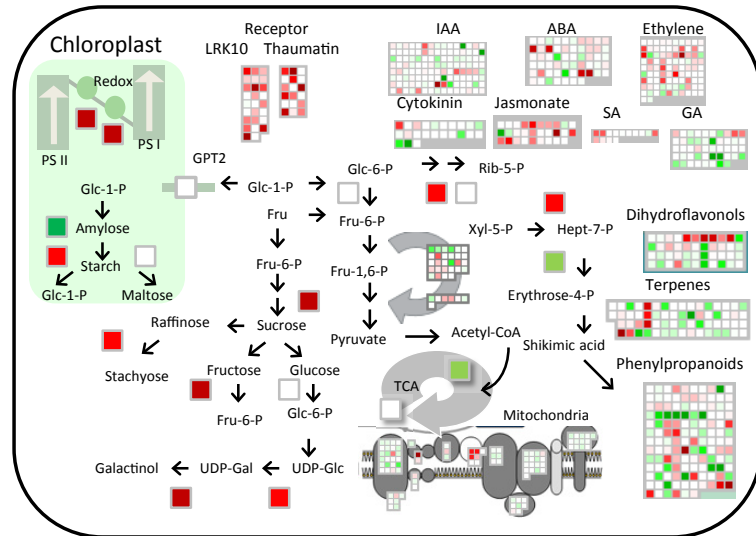 Chloroplast
Receptor
LRK10 Thaumatin
IAA
ABA
Ethylene
Redox
PS II
PS I
Cytokinin
Jasmonate
SA
GA
GPT2
Glc-1-P
Glc-6-P
Rib-5-P
Glc-1-P
Amylose
Starch
Glc-1-P
Maltose
Fru
Fru-6-P
Xyl-5-P
Hept-7-P
Dihydroflavonols
Fru-6-P
Fru-1,6-P
Erythrose-4-P
Terpenes
Raffinose
Sucrose
Pyruvate
Acetyl-CoA
Shikimic acid
Stachyose
Fructose
Glucose
Phenylpropanoids
TCA
Fru-6-P
Glc-6-P
Mitochondria
Galactinol
UDP-Gal
UDP-Glc